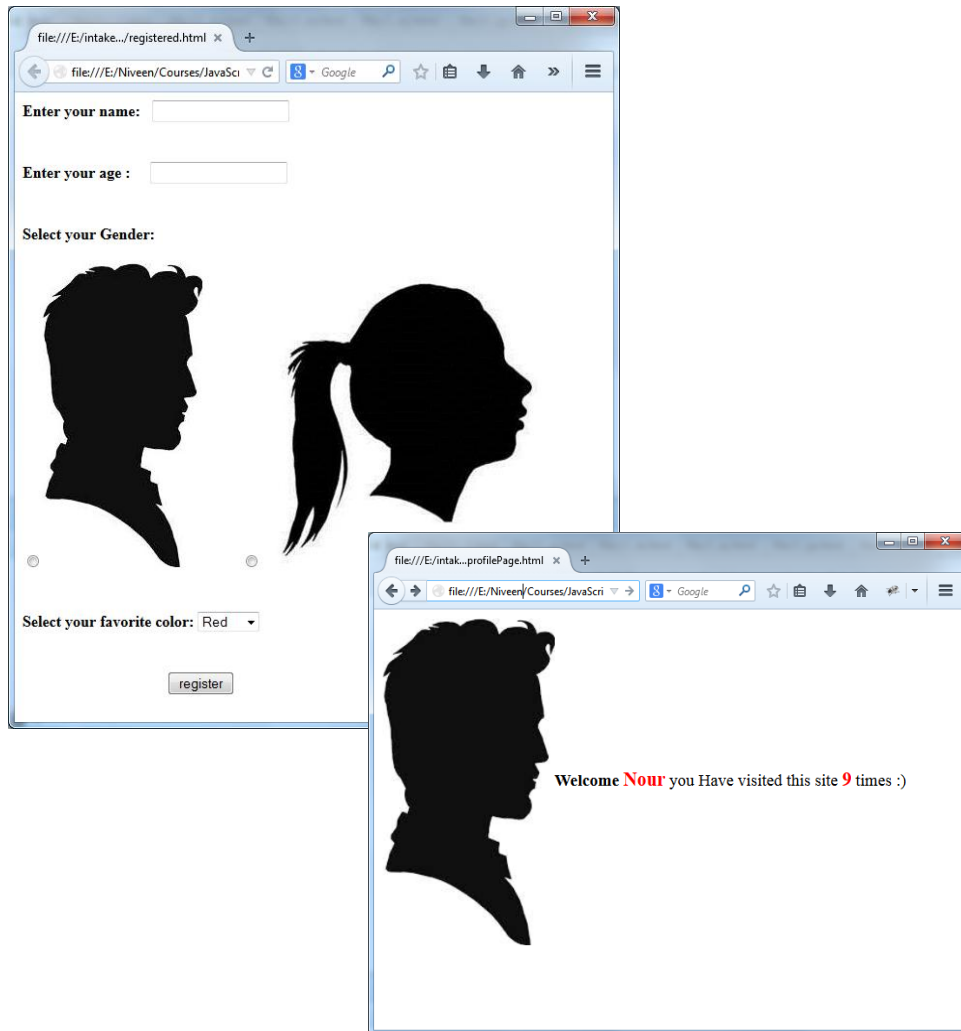 file:///E:/intake.../registered.html
file:///E:/Niveen/Courses/JavaScr
Google
Enter your name:
Enter your age :
Select your Gender:
Select your favorite color: Red
register
file:///E:/intak...profilePage.html
file:///E:/Niveen/Courses/JavaScri
Google
Welcome Nour you Have visited this site 9 times :)